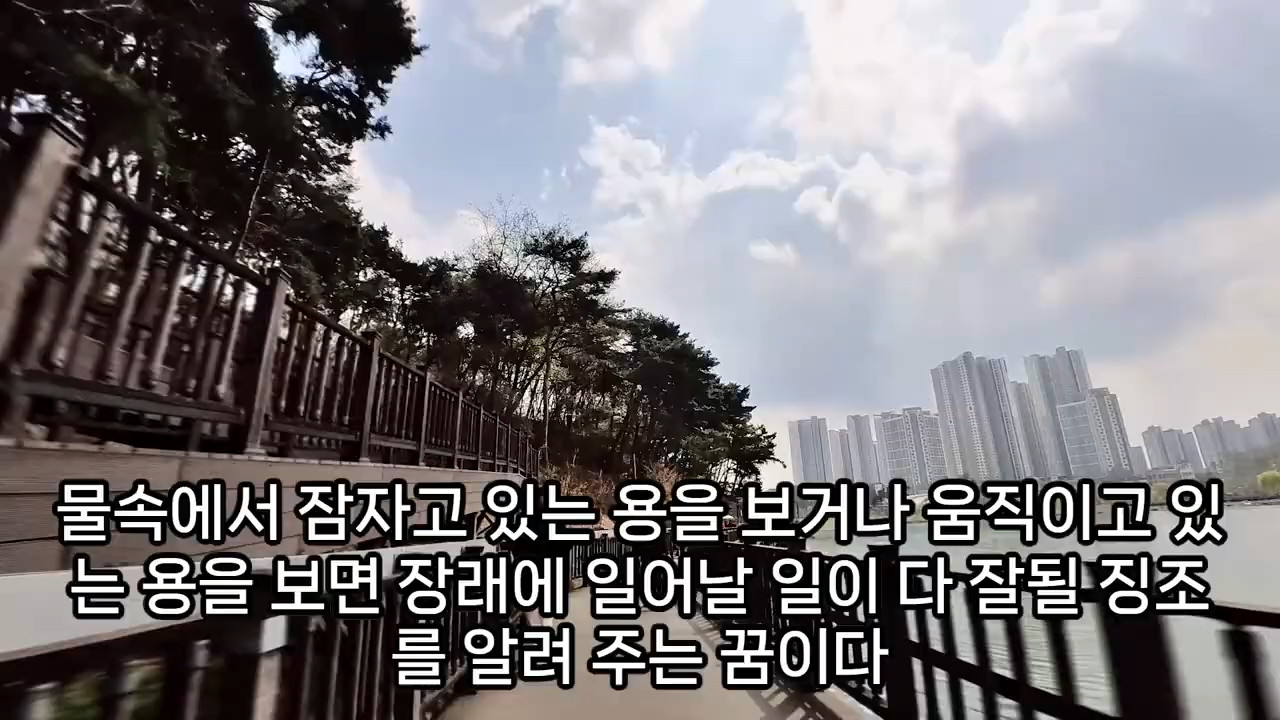 물속에서 잠자고 있는 용을 보거나 움직이고 있
는 용을 보면 장래에 일어날 일이 다 잘될 징조
를 알려 주는 꿈이다